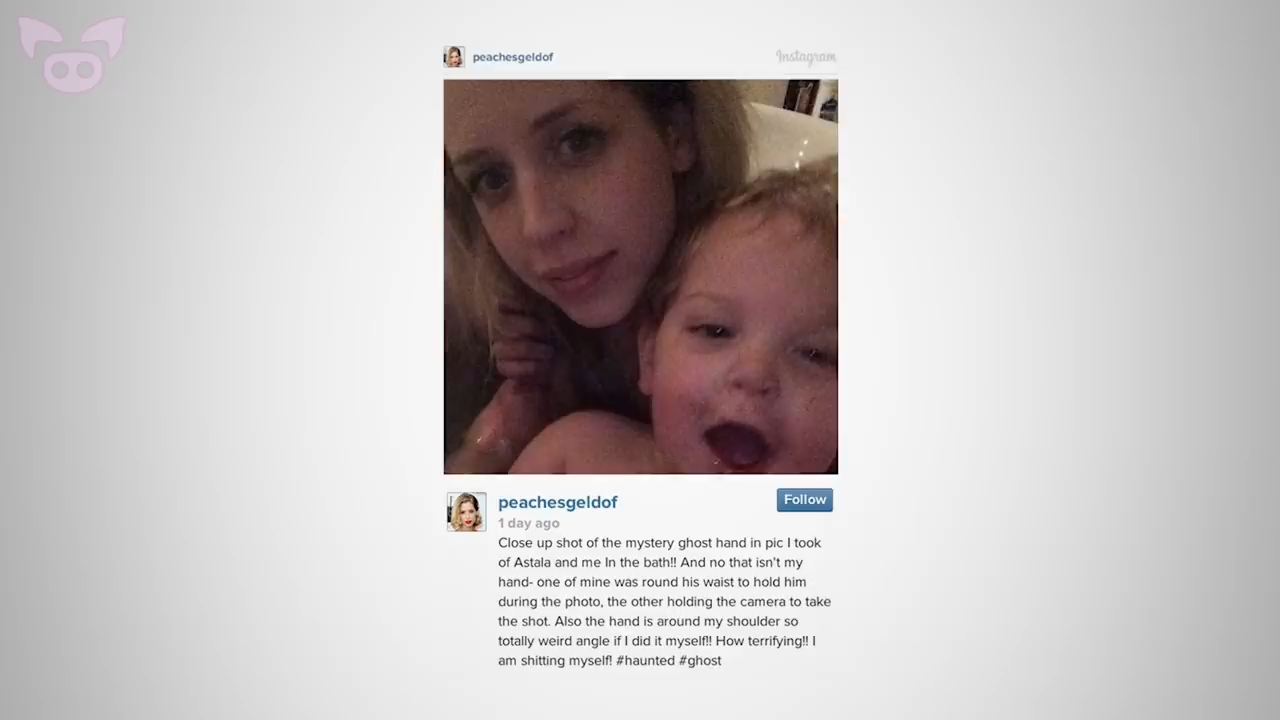 peachesgeldof
Instagram
peachesgeldof
Follow
1 day ago
Close up shot of the mystery ghost hand in pic I took
of Astala and me In the bath!! And no that isn't my
hand- one of mine was round his waist to hold him
during the photo, the other holding the camera to take
the shot. Also the hand is around my shoulder so
totally weird angle if I did it myself!! How terrifying!! I
am shitting myself! #haunted #ghost